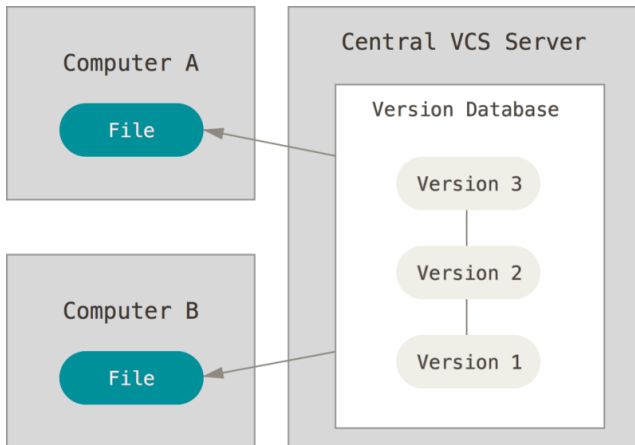 Computer A
File
Computer B
File
Central VCS Server
Version Database
Version 3
Version 2
Version 1